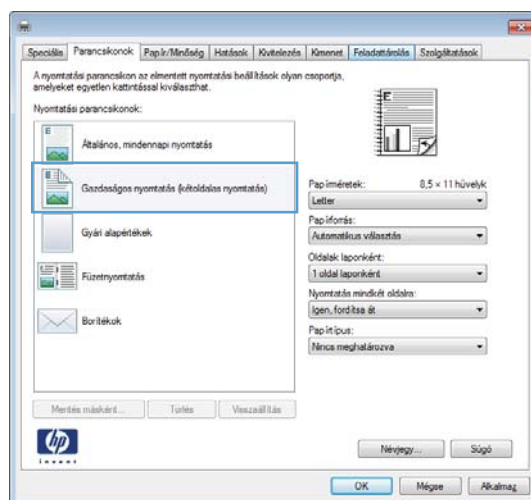 Speciális Parancsikonok Papír/Minőség Hatások Kivitelezés Kimenet Feladattárolás Szolgáltatások
A nyomtatási parancsikon az elmentett nyomtatási beállítások olyan csoportja,
amelyeket egyetlen kattintással kiválaszthat.
Nyomtatási parancsikonok:
Általános, mindennapi nyomtatás
Gazdaságos nyomtatás (kétoldalas nyomtatás)
Gyári alapértékek
Füzetnyomtatás
Borítékok
Papírméretek: 8,5 × 11 hüvelyk
Letter
Papírforrás:
Automatikus választás
Oldalak laponként:
1 oldal laponként
Nyomtatás mindkét oldalra:
Igen, fordítsa át
Papírtípus:
Nincs meghatározva
Mentés másként... Törlés Visszaállítás
hp
invent
Névjegy... Súgó
OK Mégse Alkalmaz